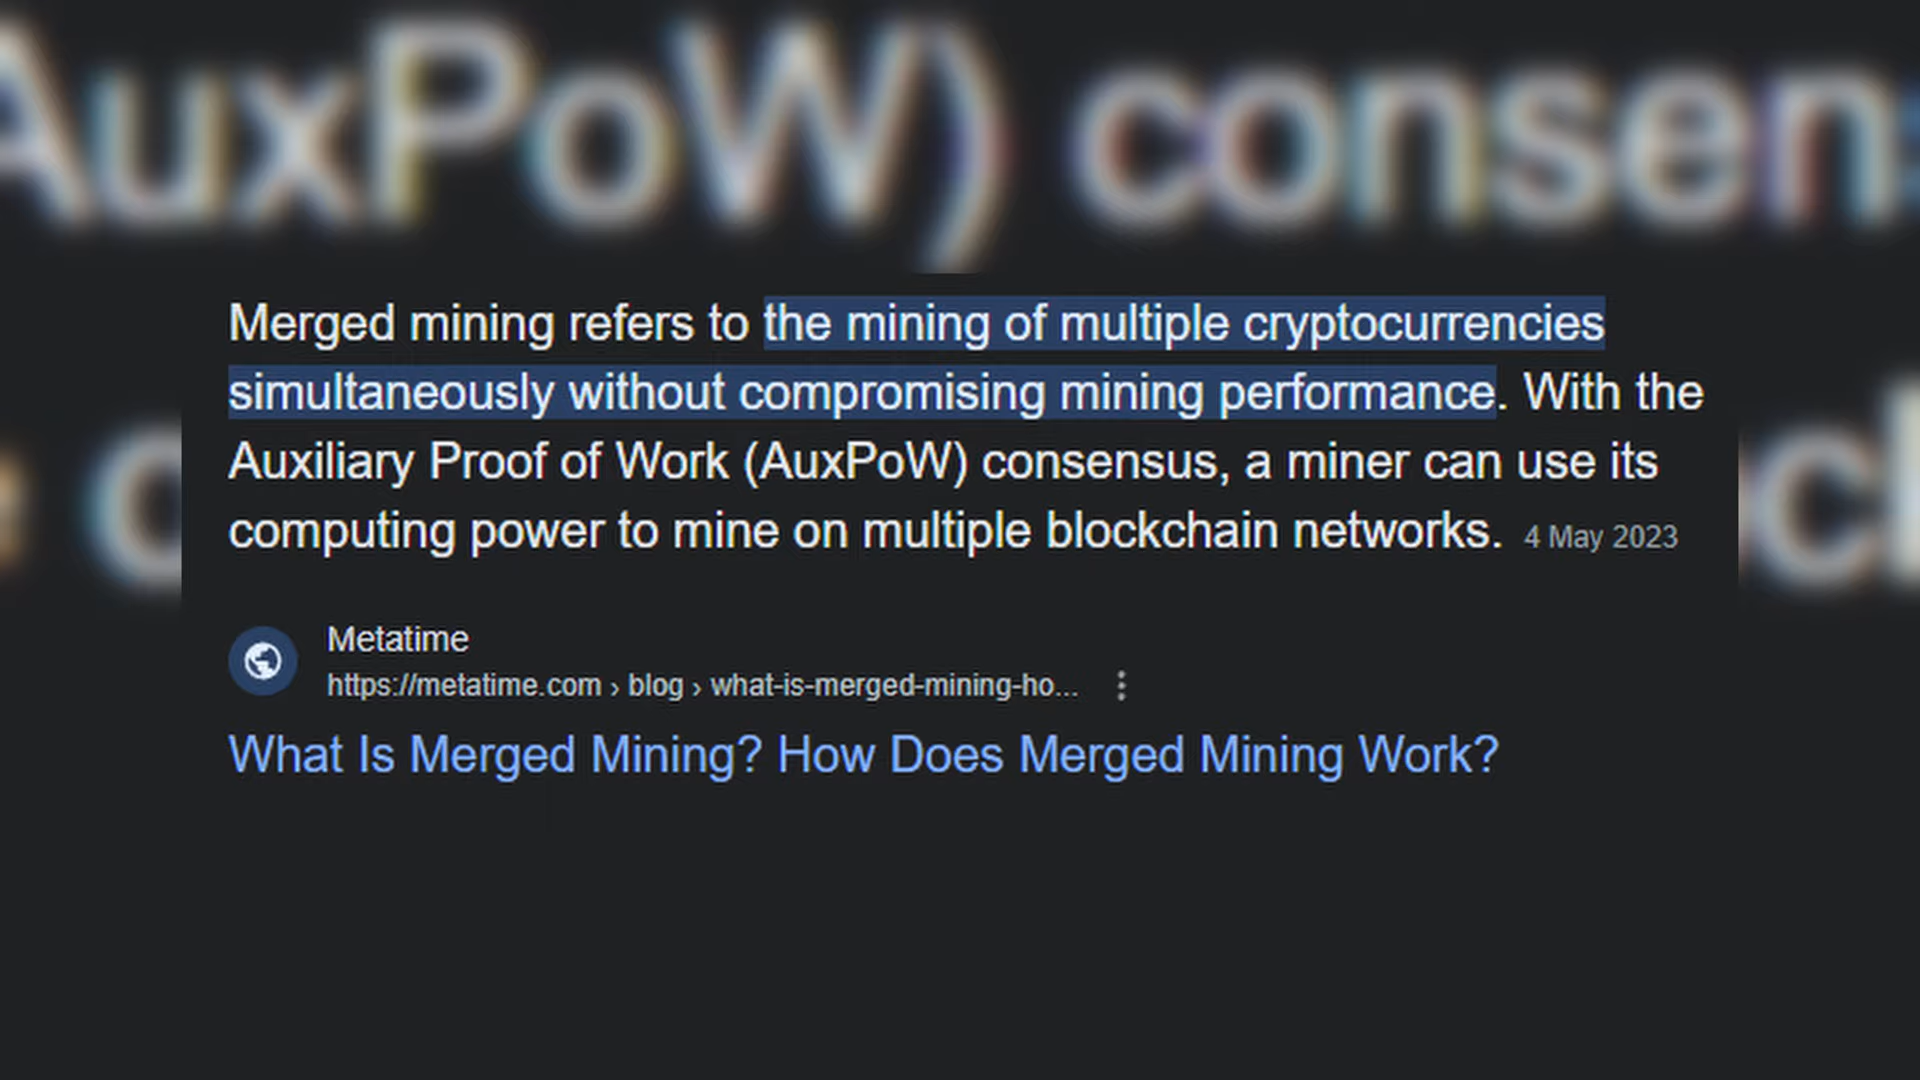 AuxPoW) consens
Merged mining refers to the mining of multiple cryptocurrencies
simultaneously without compromising mining performance. With the
Auxiliary Proof of Work (AuxPoW) consensus, a miner can use its
computing power to mine on multiple blockchain networks. 4 May 2023
Metatime
https://metatime.com › blog › what-is-merged-mining-ho...
What Is Merged Mining? How Does Merged Mining Work?